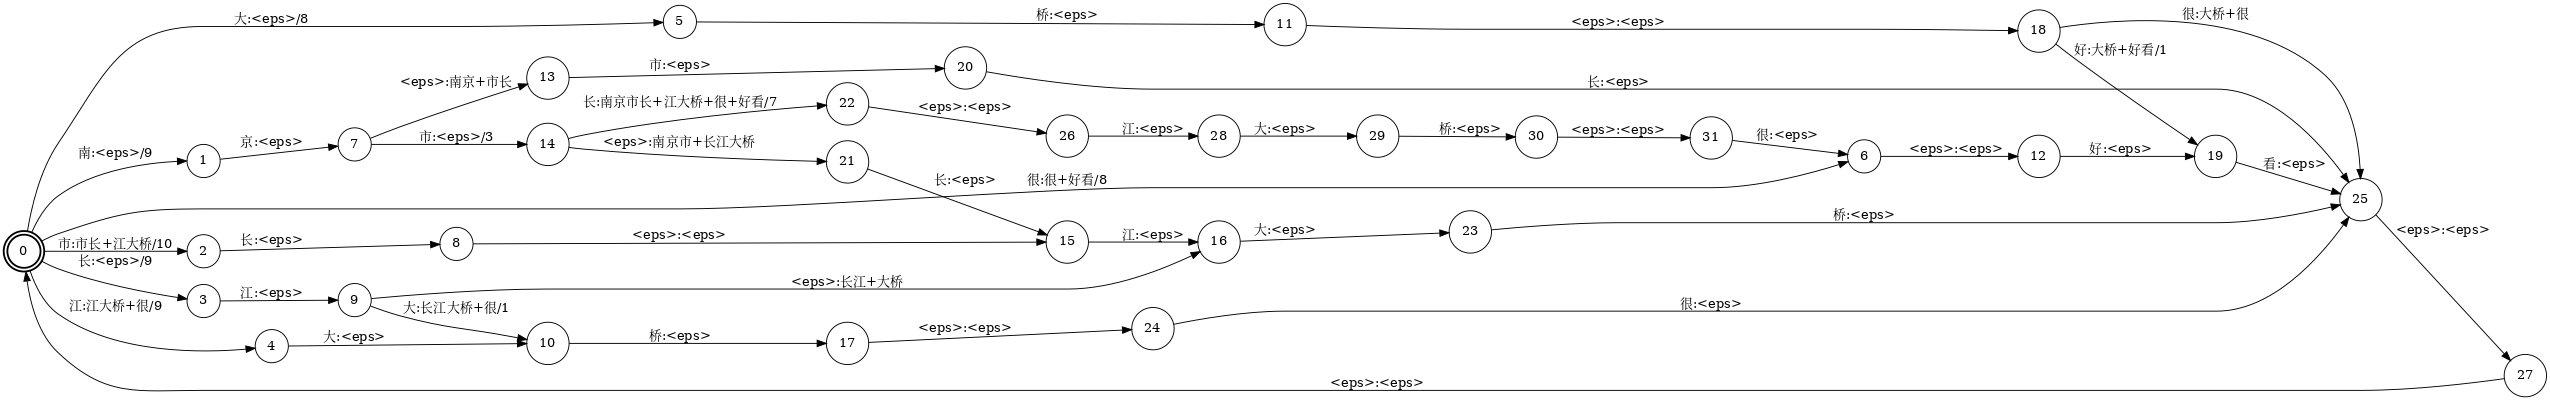 大:<eps>/8
5
桥:<eps>
11
<eps>:<eps>
18
很:大桥+很
好:大桥+好看/1
<eps>:南京+市长
13
市:<eps>
20
长:<eps>
南:<eps>/9
1
京:<eps>
7
市:<eps>/3
14
长:南京市长+江大桥+很+好看/7
22
<eps>:<eps>
26
江:<eps>
28
大:<eps>
29
桥:<eps>
30
<eps>:<eps>
31
很:<eps>
6
<eps>:<eps>
12
好:<eps>
19
看:<eps>
25
<eps>:南京市+长江大桥
21
长:<eps>
很:很+好看/8
0
市:市长+江大桥/10
2
长:<eps>
8
<eps>:<eps>
15
江:<eps>
16
大:<eps>
23
桥:<eps>
<eps>:<eps>
长:<eps>/9
3
江:<eps>
9
<eps>:长江+大桥
江:江大桥+很/9
4
大:<eps>
大:长江大桥+很/1
10
桥:<eps>
17
<eps>:<eps>
24
很:<eps>
27
<eps>:<eps>